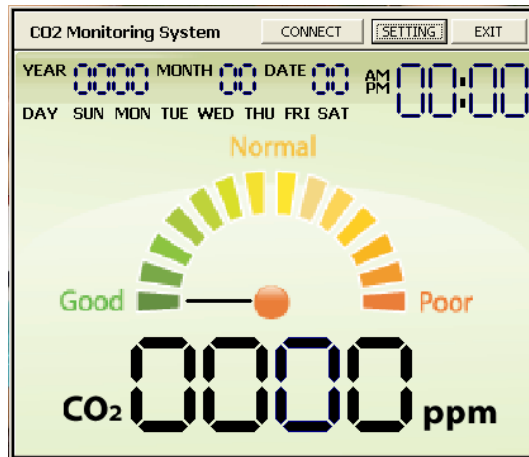 CO2 Monitoring System CONNECT SETTING EXIT
YEAR 0000 MONTH 00 DATE 00 AM PM 00:00
DAY SUN MON TUE WED THU FRI SAT
Normal
Good Poor
CO2 0000 ppm